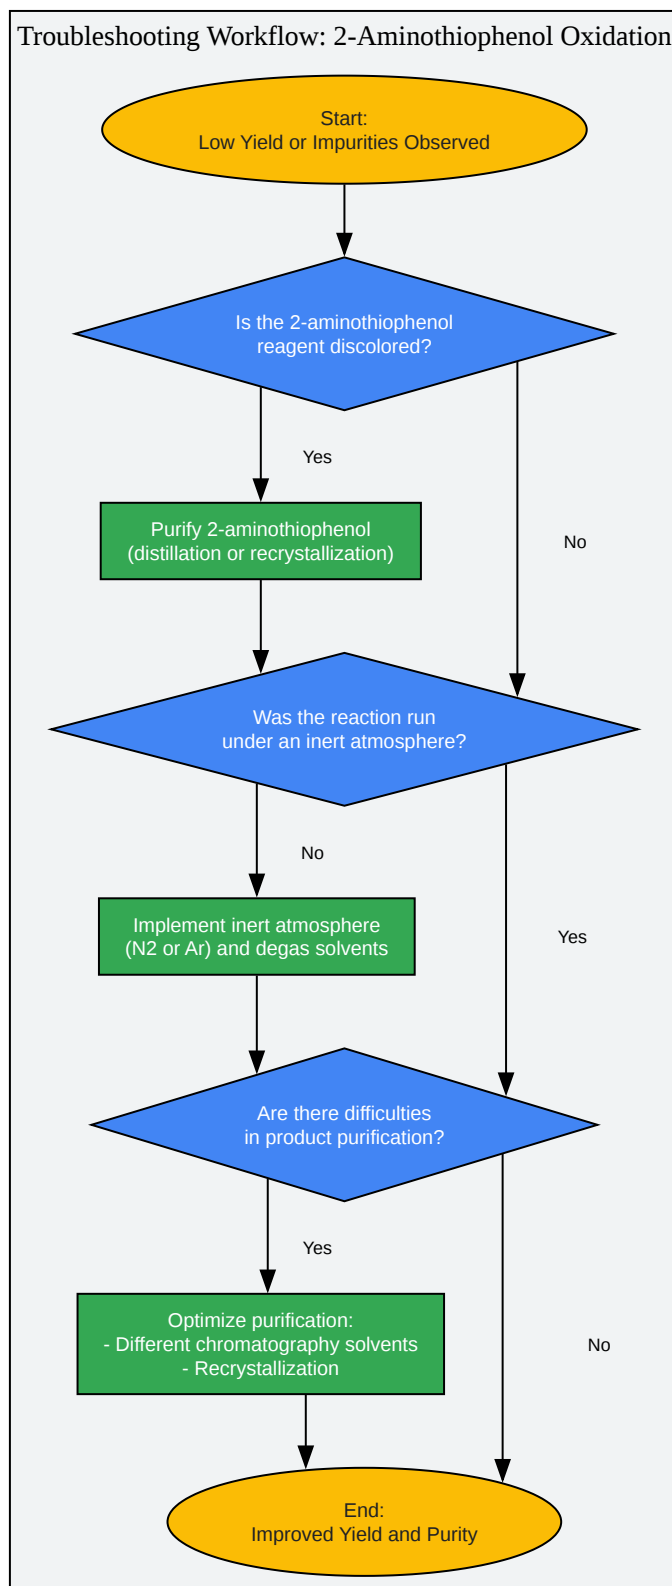 Troubleshooting Workflow: 2-Aminothiophenol Oxidation
Start:
Low Yield or Impurities Observed
Is the 2-aminothiophenol
reagent discolored?
Yes
Purify 2-aminothiophenol
(distillation or recrystallization)
No
Was the reaction run
under an inert atmosphere?
No
Implement inert atmosphere
(N2 or Ar) and degas solvents
Yes
Are there difficulties
in product purification?
Yes
Optimize purification:
- Different chromatography solvents
- Recrystallization
No
End:
Improved Yield and Purity